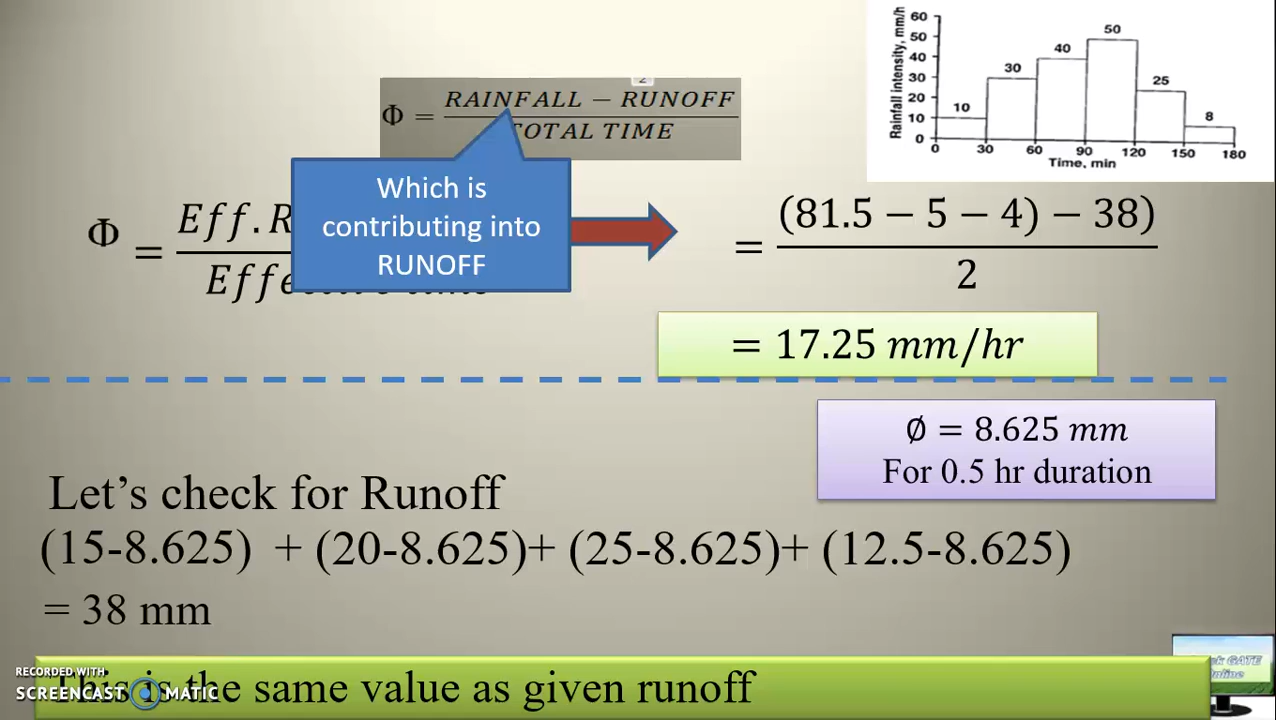 Φ = RAINFALL − RUNOFF
TOTAL TIME
Rainfall intensity, mm/h
60
50
40
30
20
10
0
10
30
40
50
25
8
0 30 60 90 120 150 180
Time, min
Which is
contributing into
RUNOFF
Φ = Eff.
= (81.5 − 5 − 4) − 38)
2
= 17.25 mm/hr
∅ = 8.625 mm
For 0.5 hr duration
Let’s check for Runoff
(15-8.625) + (20-8.625)+ (25-8.625)+ (12.5-8.625)
= 38 mm
This is the same value as given runoff
RECORDED WITH
SCREENCAST MATIC
GATE
Online